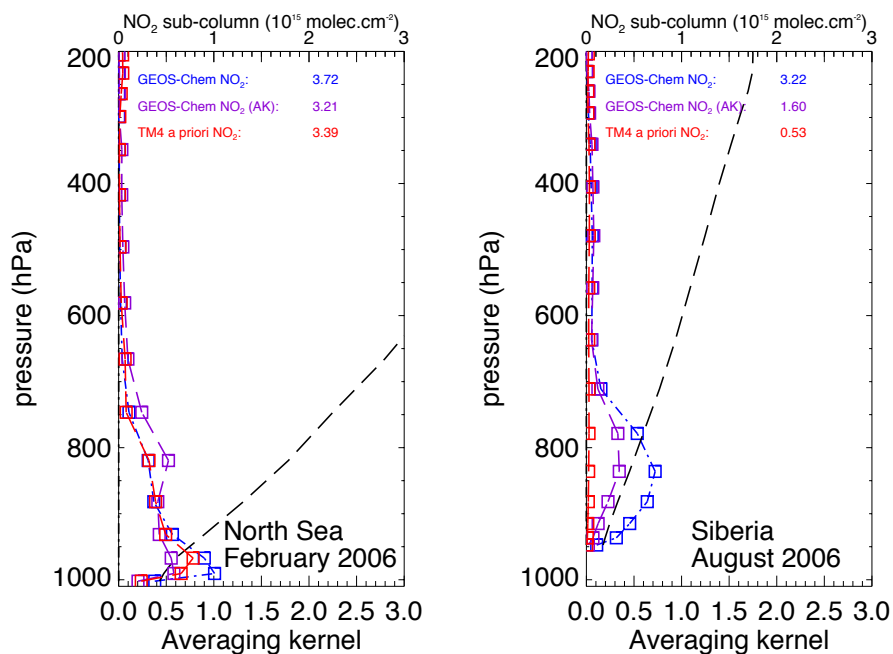 NO₂ sub-column (10¹⁵ molec.cm⁻²)
0 1 2 3
GEOS-Chem NO₂: 3.72
GEOS-Chem NO₂ (AK): 3.21
TM4 a priori NO₂: 3.39
200
400
600
800
1000
pressure (hPa)
North Sea
February 2006
0.0 0.5 1.0 1.5 2.0 2.5 3.0
Averaging kernel
NO₂ sub-column (10¹⁵ molec.cm⁻²)
0 1 2 3
GEOS-Chem NO₂: 3.22
GEOS-Chem NO₂ (AK): 1.60
TM4 a priori NO₂: 0.53
200
400
600
800
1000
pressure (hPa)
Siberia
August 2006
0.0 0.5 1.0 1.5 2.0 2.5 3.0
Averaging kernel